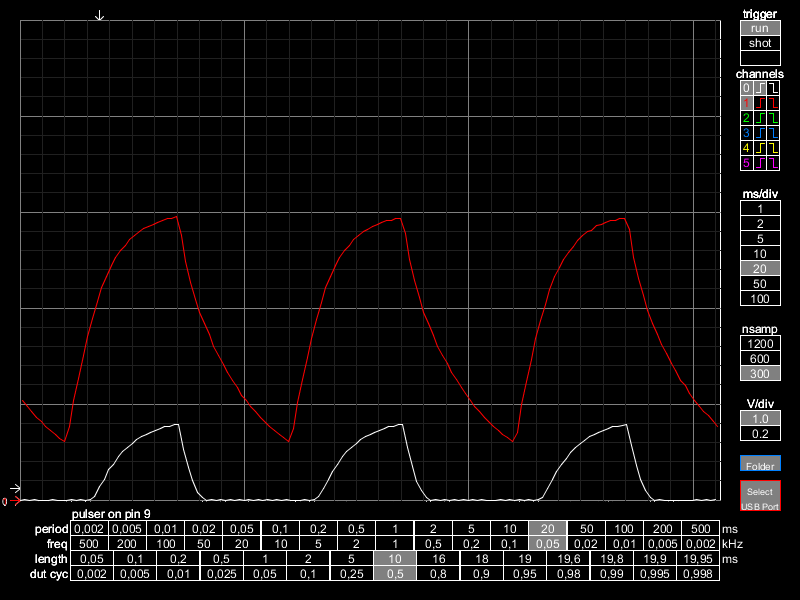 trigger
run
shot
channels
0
1
2
3
4
5
ms/div
1
2
5
10
20
50
100
nsamp
1200
600
300
V/div
1.0
0.2
Folder
Select
USB Port
0
pulser on pin 9
period 0,002 0,005 0,01 0,02 0,05 0,1 0,2 0,5 1 2 5 10 20 50 100 200 500 ms
freq 500 200 100 50 20 10 5 2 1 0,5 0,2 0,1 0,05 0,02 0,01 0,005 0,002 kHz
length 0,05 0,1 0,2 0,5 1 2 5 10 16 18 19 19,6 19,8 19,9 19,95 ms
dut cyc 0,002 0,005 0,01 0,025 0,05 0,1 0,25 0,5 0,8 0,9 0,95 0,98 0,99 0,995 0,998